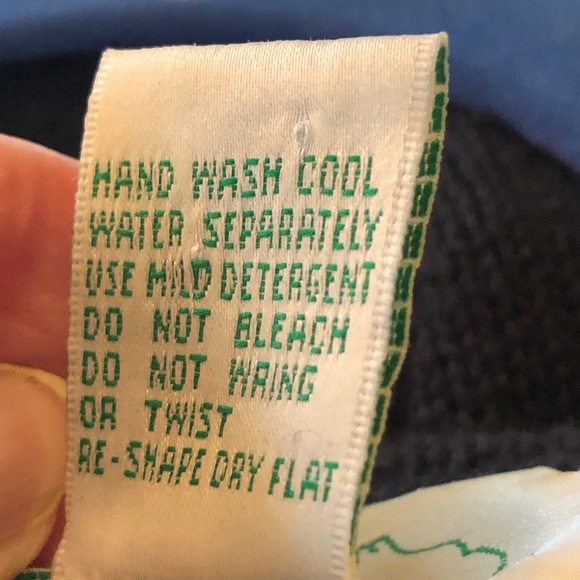 HAND WASH COOL
WATER SEPARATELY
USE MILD DETERGENT
DO NOT BLEACH
DO NOT WRING
OR TWIST
RE-SHAPE DRY FLAT